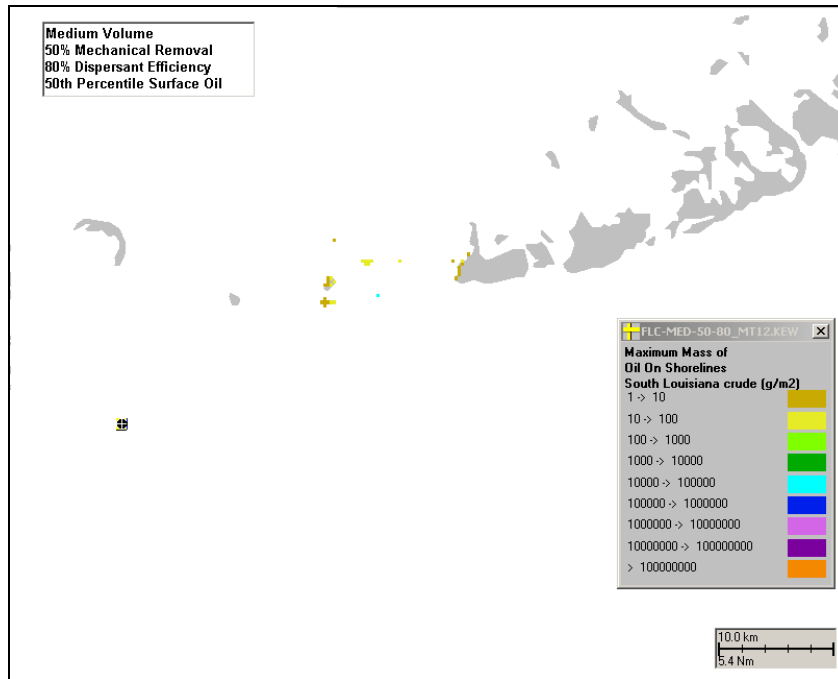 Medium Volume
50% Mechanical Removal
80% Dispersant Efficiency
50th Percentile Surface Oil
FLC-MED-50-80_MT12.KEW
Maximum Mass of
Oil On Shorelines
South Louisiana crude (g/m2)
1 -> 10
10 -> 100
100 -> 1000
1000 -> 10000
10000 -> 100000
100000 -> 1000000
1000000 -> 10000000
10000000 -> 100000000
> 100000000
10.0 km
5.4 Nm